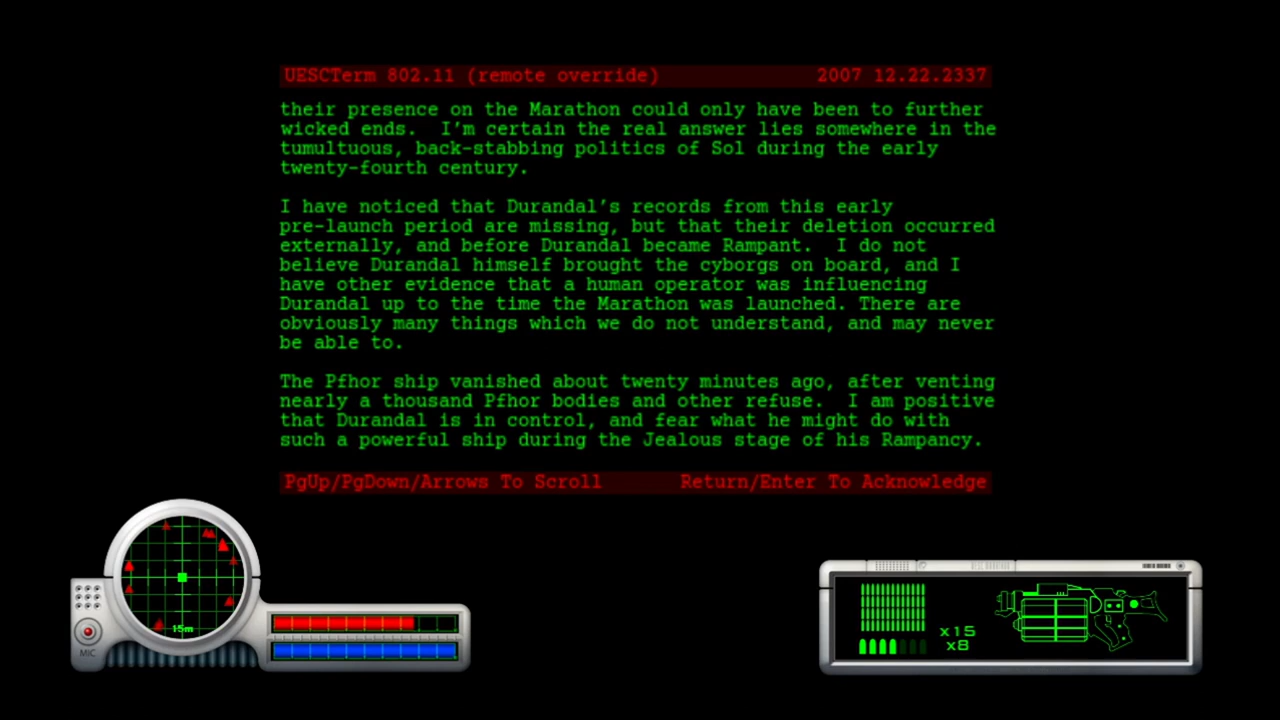 UESCTerm 802.11 (remote override) 2007 12.22.2337
their presence on the Marathon could only have been to further
wicked ends.  I'm certain the real answer lies somewhere in the
tumultuous, back-stabbing politics of Sol during the early
twenty-fourth century.
I have noticed that Durandal's records from this early
pre-launch period are missing, but that their deletion occurred
externally, and before Durandal became Rampant.  I do not
believe Durandal himself brought the cyborgs on board, and I
have other evidence that a human operator was influencing
Durandal up to the time the Marathon was launched. There are
obviously many things which we do not understand, and may never
be able to.
The Pfhor ship vanished about twenty minutes ago, after venting
nearly a thousand Pfhor bodies and other refuse.  I am positive
that Durandal is in control, and fear what he might do with
such a powerful ship during the Jealous stage of his Rampancy.
PgUp/PgDown/Arrows To Scroll Return/Enter To Acknowledge
15m
MIC
x15
x8